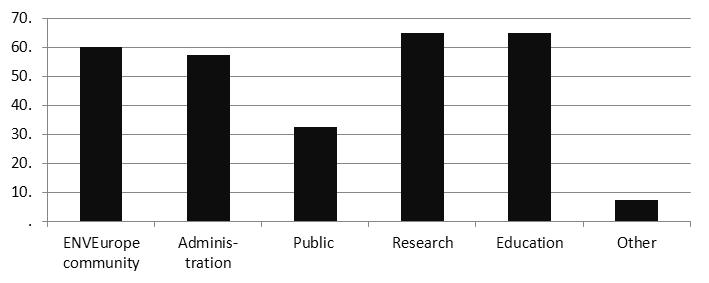 70.
60.
50.
40.
30.
20.
10.
.
ENVEurope community
Adminis-tration
Public
Research
Education
Other